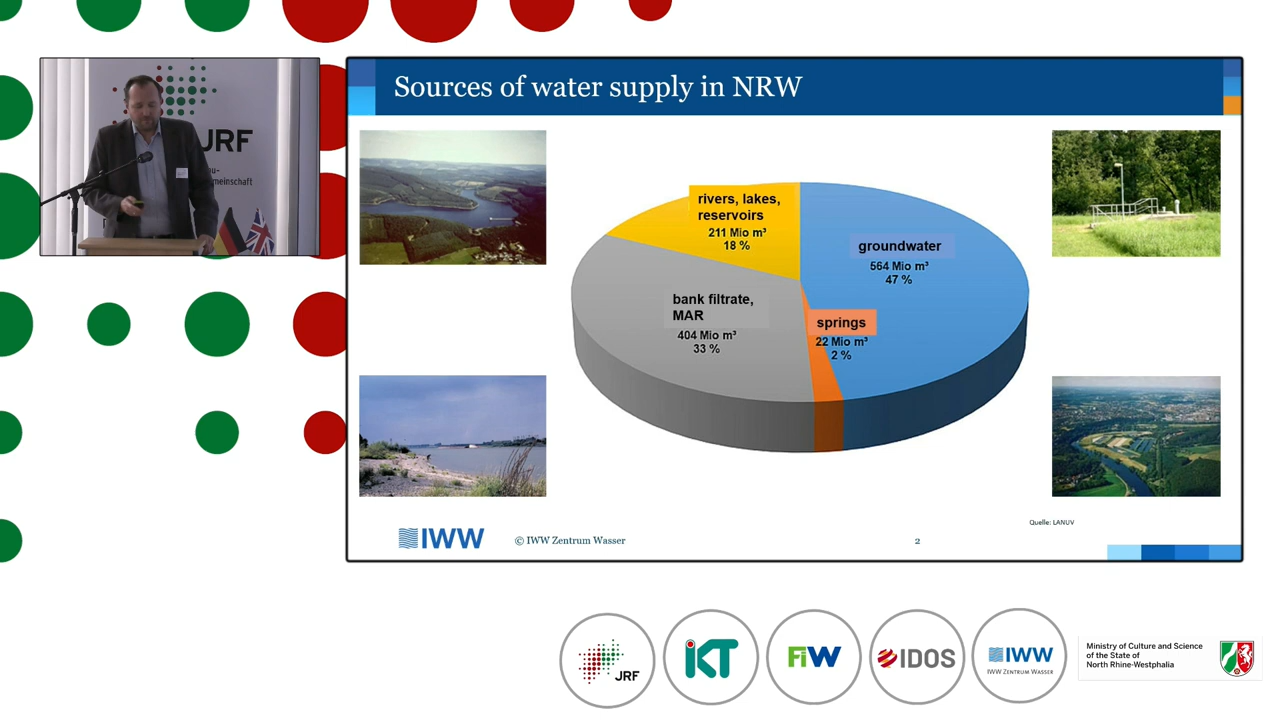 Sources of water supply in NRW
JRF
meinschaft
rivers, lakes,
reservoirs
211 Mio m³
18 %
groundwater
564 Mio m³
47 %
bank filtrate,
MAR
404 Mio m³
33 %
springs
22 Mio m³
2 %
Quelle: LANUV
IWW
© IWW Zentrum Wasser
2
JRF
iKT
FiW
IDOS
IWW
IWW ZENTRUM WASSER
Ministry of Culture and Science
of the State of
North Rhine-Westphalia